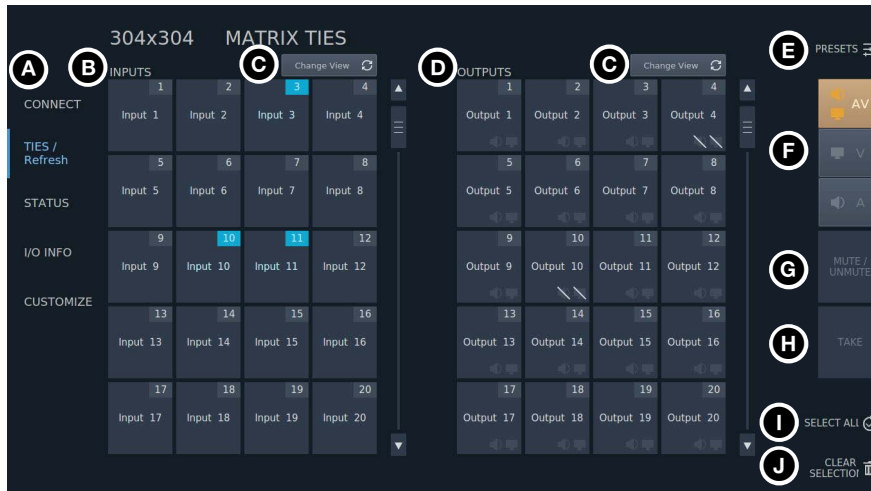 304x304 MATRIX TIES
A
CONNECT
TIES /
Refresh
STATUS
I/O INFO
CUSTOMIZE
B
INPUTS
C
Change View
1 2 3 4
Input 1 Input 2 Input 3 Input 4
5 6 7 8
Input 5 Input 6 Input 7 Input 8
9 10 11 12
Input 9 Input 10 Input 11 Input 12
13 14 15 16
Input 13 Input 14 Input 15 Input 16
17 18 19 20
Input 17 Input 18 Input 19 Input 20
D
OUTPUTS
C
Change View
1 2 3 4
Output 1 Output 2 Output 3 Output 4
5 6 7 8
Output 5 Output 6 Output 7 Output 8
9 10 11 12
Output 9 Output 10 Output 11 Output 12
13 14 15 16
Output 13 Output 14 Output 15 Output 16
17 18 19 20
Output 17 Output 18 Output 19 Output 20
E
PRESETS
AV
F
V
A
G
MUTE /
UNMUTE
H
TAKE
I
SELECT ALL
J
CLEAR
SELECTION